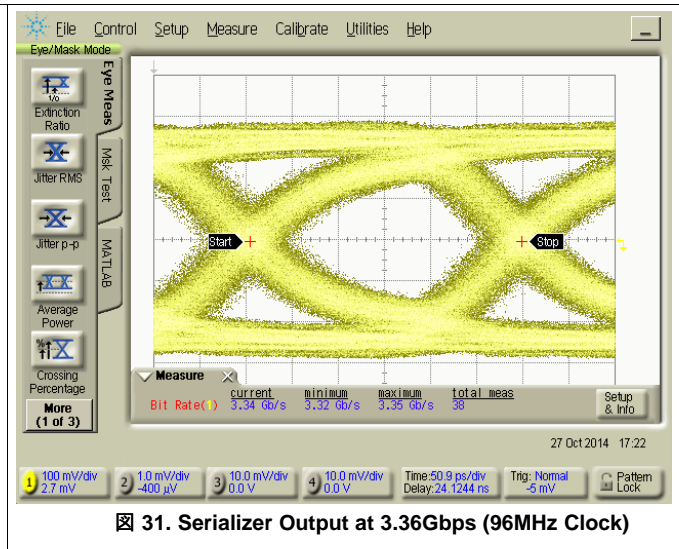 File Control Setup Measure Calibrate Utilities Help
Eye/Mask Mode
Eye Meas
Msk Test
MATLAB
1/0
Extinction
Ratio
Jitter RMS
Jitter p-p
Average
Power
%
Crossing
Percentage
More
(1 of 3)
Start
Stop
Measure
current minimum maximum total meas
Bit Rate(1) 3.34 Gb/s 3.32 Gb/s 3.35 Gb/s 38
Setup
& Info
27 Oct 2014 17:22
1 100 mV/div
2.7 mV
2 1.0 mV/div
-400 µV
3 10.0 mV/div
0.0 V
4 10.0 mV/div
0.0 V
Time:50.9 ps/div
Delay:24.1244 ns
Trig: Normal
-5 mV
Pattern
Lock
図 31. Serializer Output at 3.36Gbps (96MHz Clock)